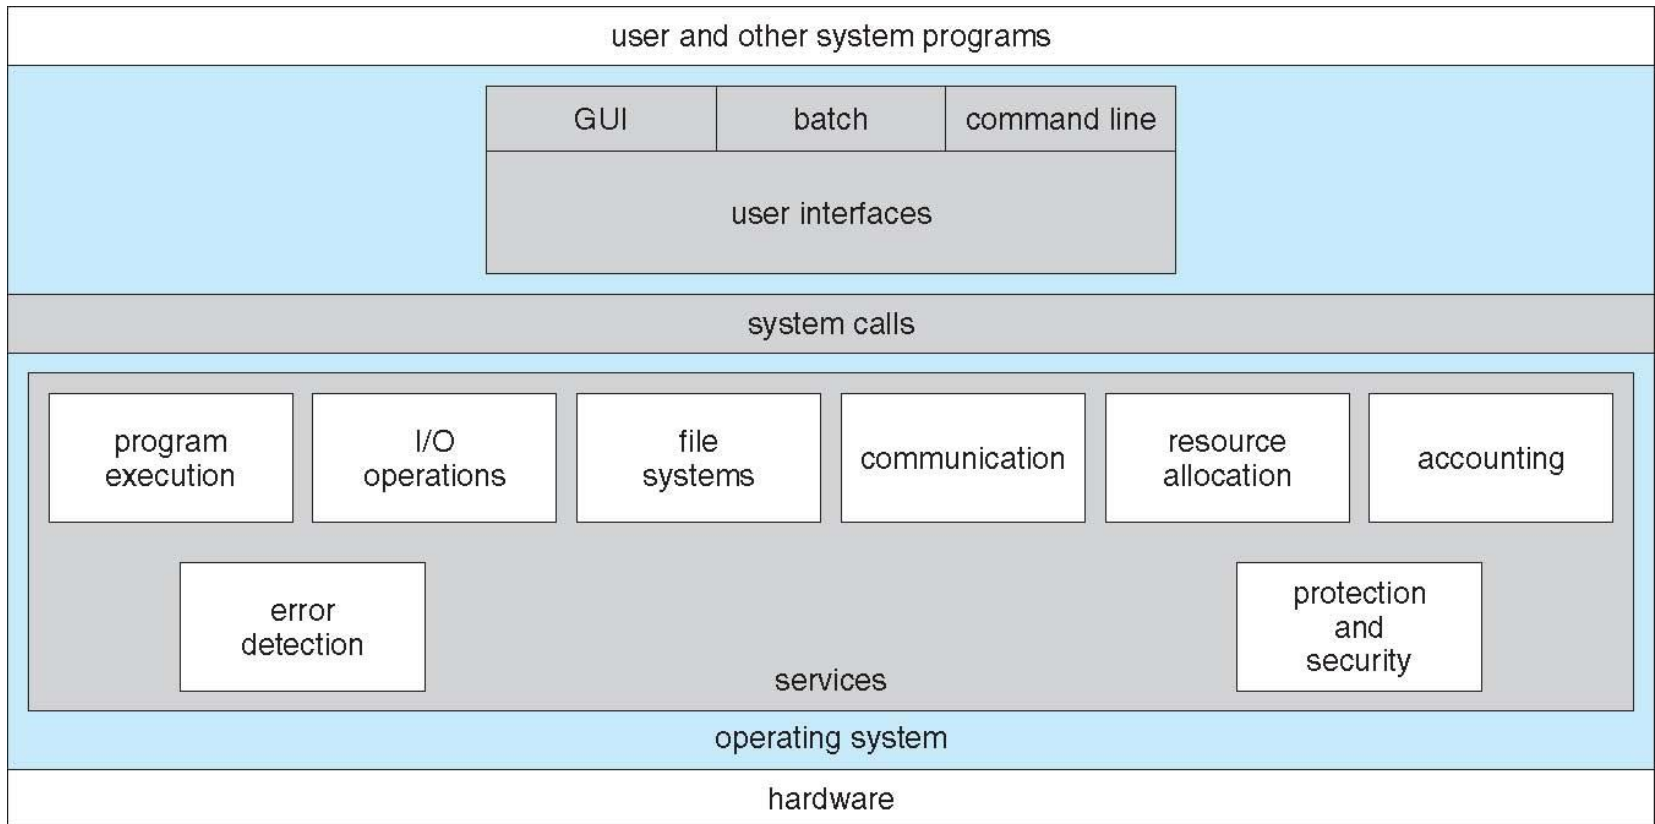 user and other system programs
GUI
batch
command line
user interfaces
system calls
program
execution
I/O
operations
file
systems
communication
resource
allocation
accounting
error
detection
protection
and
security
services
operating system
hardware